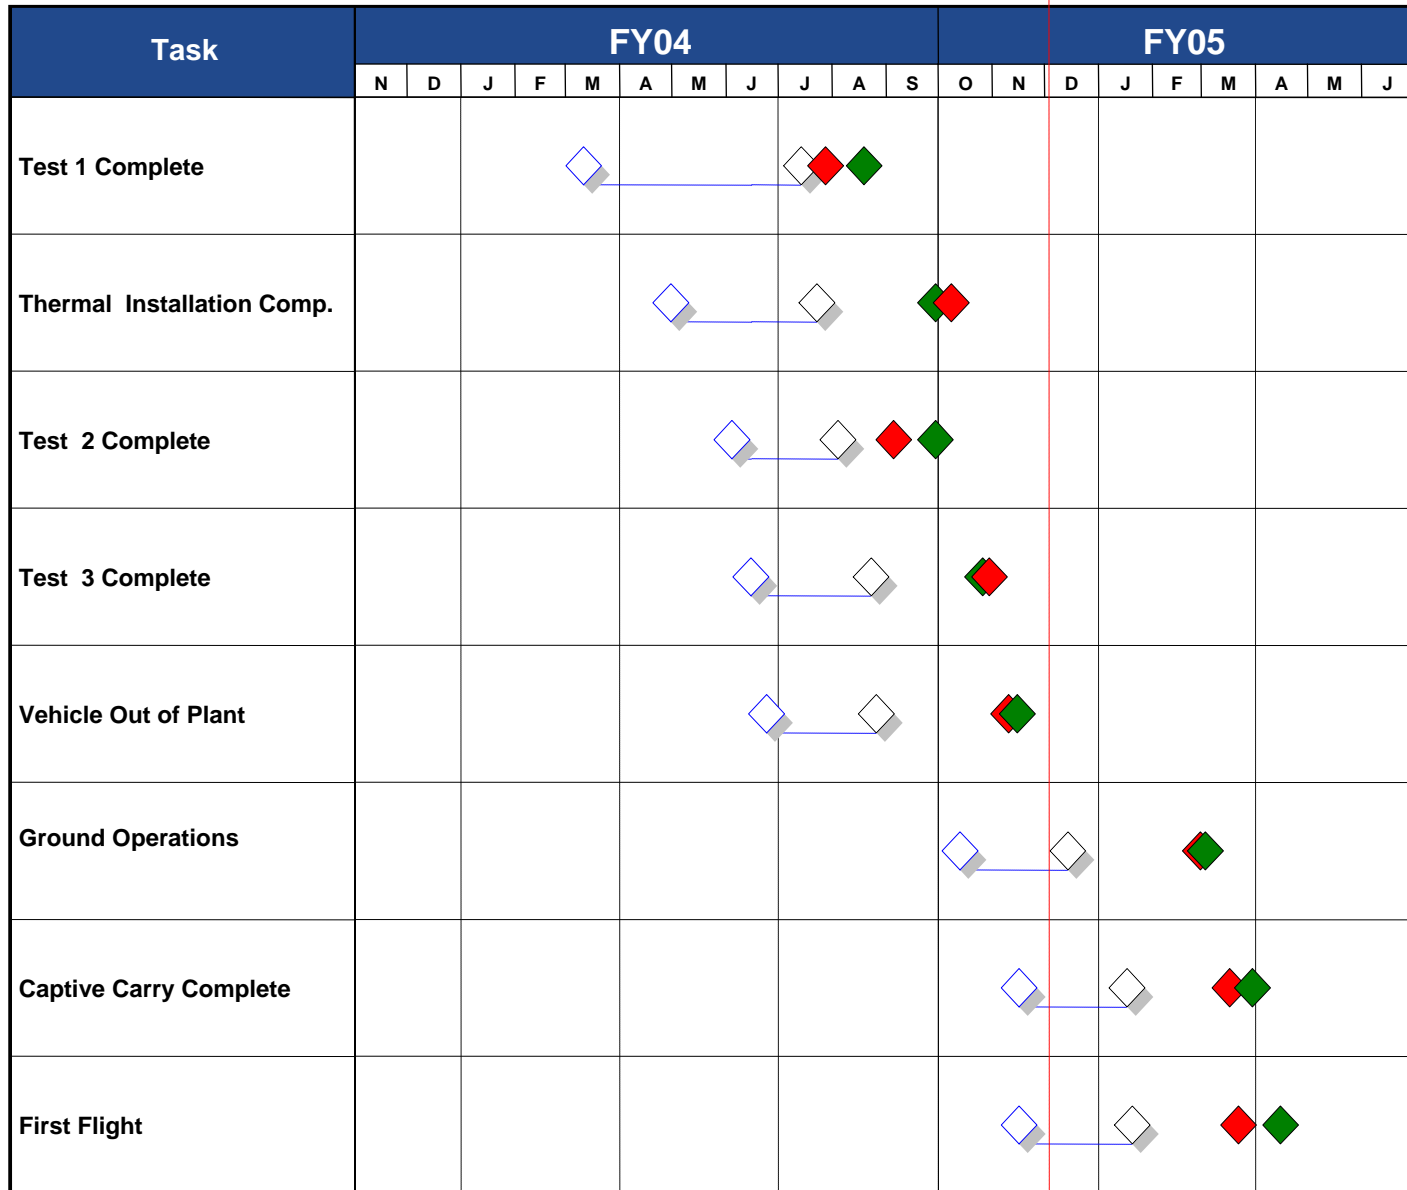 Task FY04 FY05
N D J F M A M J J A S O N D J F M A M J
Test 1 Complete
Thermal  Installation Comp.
Test  2 Complete
Test  3 Complete
Vehicle Out of Plant
Ground Operations
Captive Carry Complete
First Flight